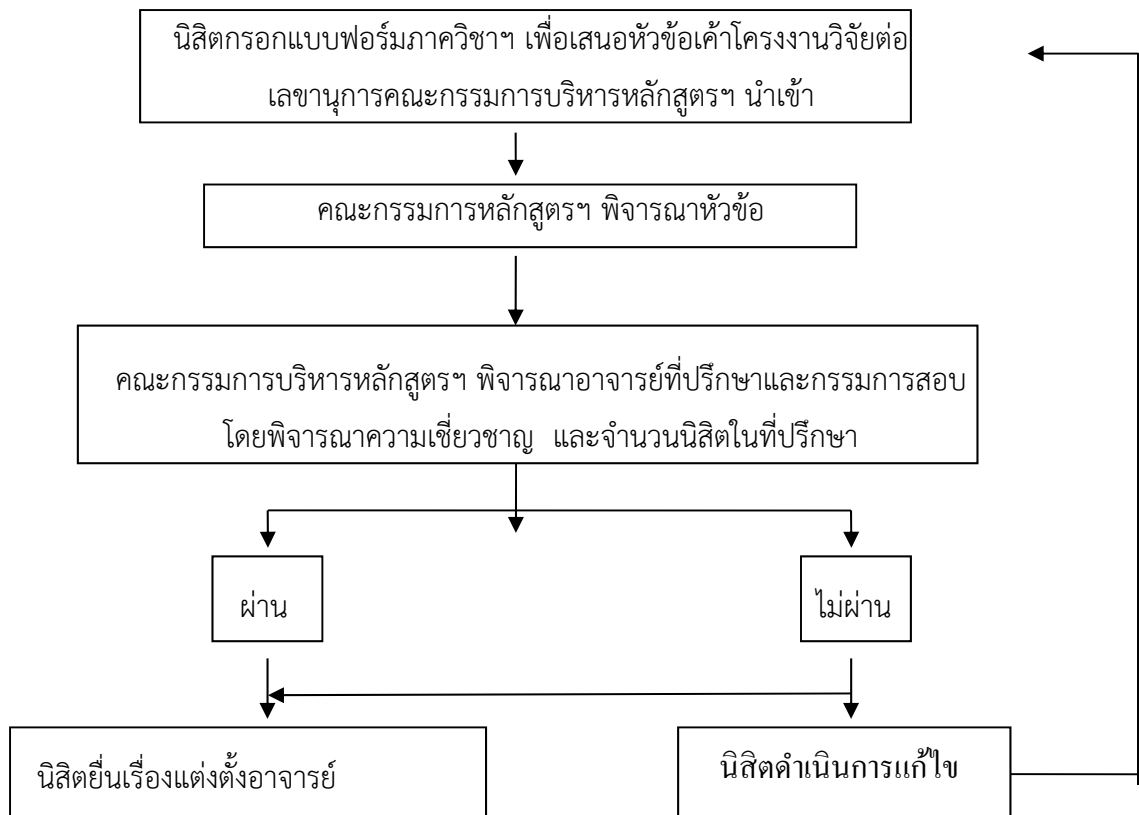 นิสิตกรอกแบบฟอร์มภาควิชาฯ เพื่อเสนอหัวข้อเค้าโครงงานวิจัยต่อ
เลขานุการคณะกรรมการบริหารหลักสูตรฯ นำเข้า
คณะกรรมการหลักสูตรฯ พิจารณาหัวข้อ
คณะกรรมการบริหารหลักสูตรฯ พิจารณาอาจารย์ที่ปรึกษาและกรรมการสอบ
โดยพิจารณาความเชี่ยวชาญ และจำนวนนิสิตในที่ปรึกษา
ผ่าน
ไม่ผ่าน
นิสิตยื่นเรื่องแต่งตั้งอาจารย์
นิสิตดำเนินการแก้ไข